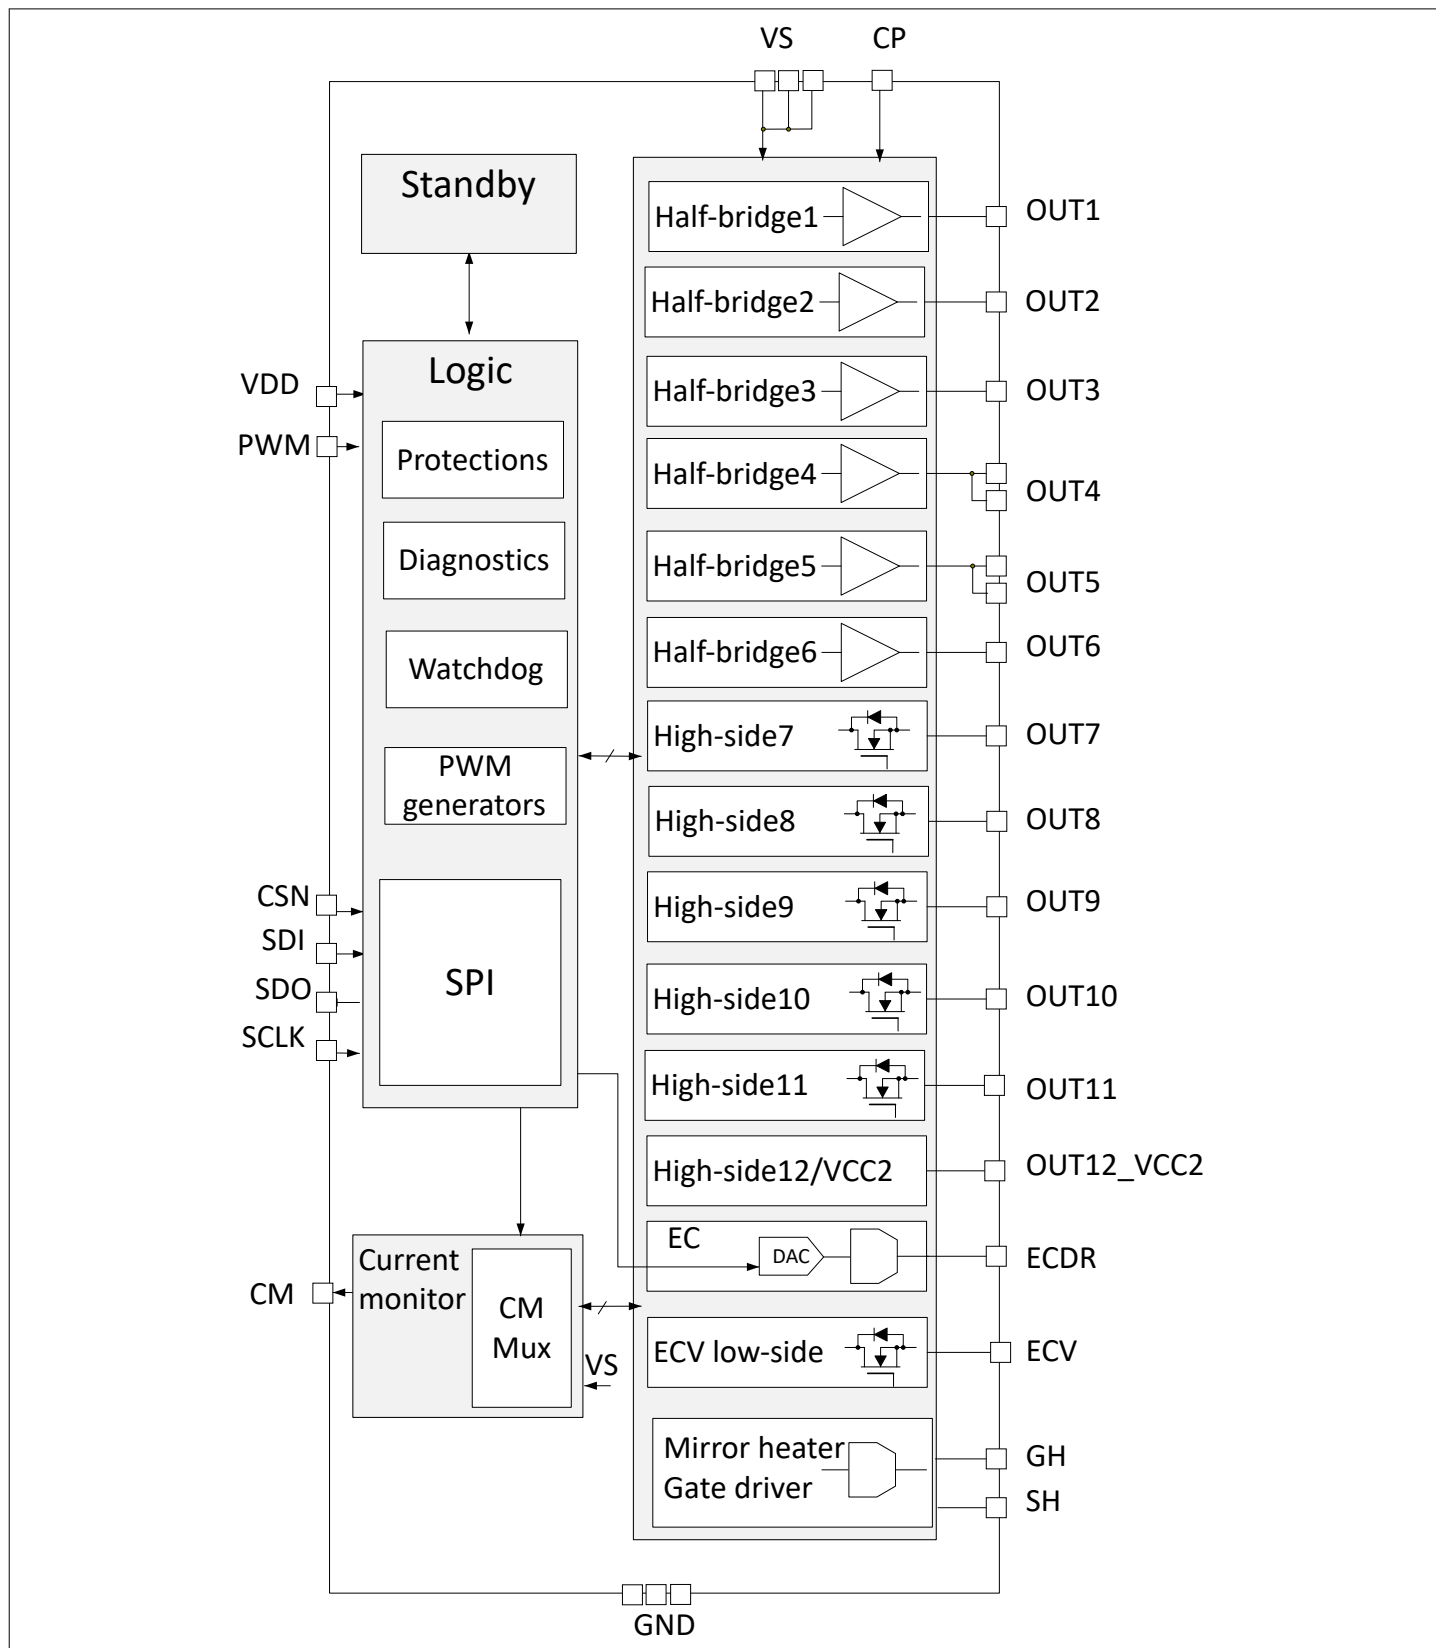 VS
CP
Standby
Half-bridge1
OUT1
Half-bridge2
OUT2
VDD
Logic
Half-bridge3
OUT3
PWM
Protections
Half-bridge4
OUT4
Diagnostics
Half-bridge5
OUT5
Watchdog
Half-bridge6
OUT6
PWM
generators
High-side7
OUT7
High-side8
OUT8
CSN
SDI
SDO
SCLK
SPI
High-side9
OUT9
High-side10
OUT10
High-side11
OUT11
High-side12/VCC2
OUT12_VCC2
EC
DAC
ECDR
CM
Current
monitor
CM
Mux
VS
ECV low-side
ECV
Mirror heater
Gate driver
GH
SH
GND